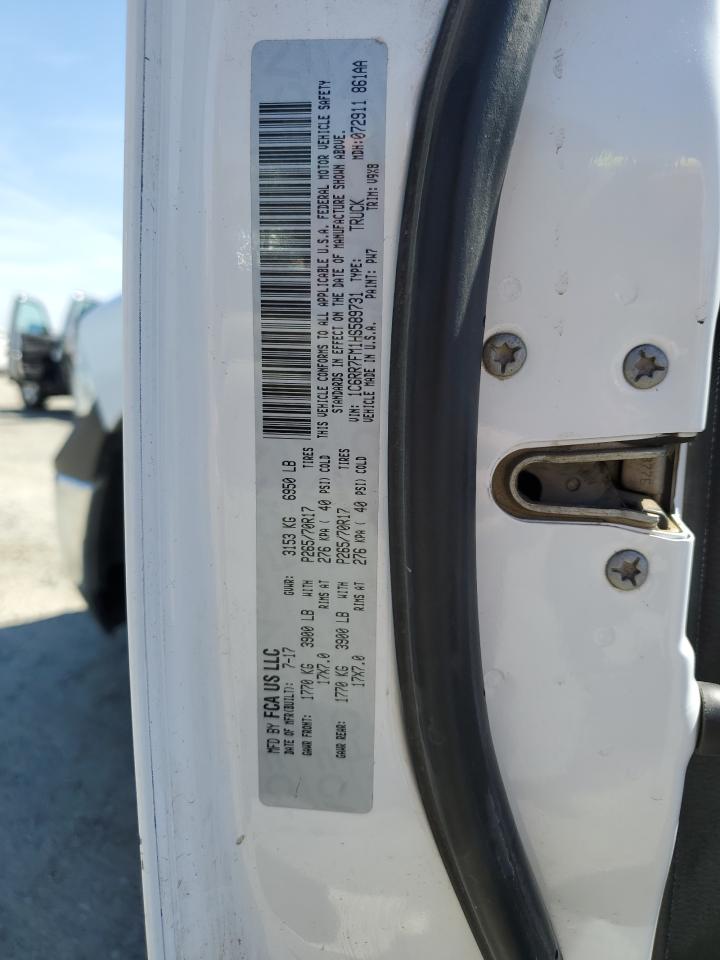 MFD BY FCA US LLC
DATE OF MFR(BUILT): 7-17
GVWR: 3153 KG 6950 LB
GAWR FRONT: 1770 KG 3900 LB WITH P265/70R17 TIRES
17X7.0 RIMS AT 276 KPA ( 40 PSI) COLD
GAWR REAR: 1770 KG 3900 LB WITH P265/70R17 TIRES
17X7.0 RIMS AT 276 KPA ( 40 PSI) COLD
THIS VEHICLE CONFORMS TO ALL APPLICABLE U.S.A. FEDERAL MOTOR VEHICLE SAFETY
STANDARDS IN EFFECT ON THE DATE OF MANUFACTURE SHOWN ABOVE.
VIN: 1C6RR7FM1HS589731 TYPE: TRUCK MDH:072911 861AA
VEHICLE MADE IN U.S.A. PAINT: PW7 TRIM: V9X8